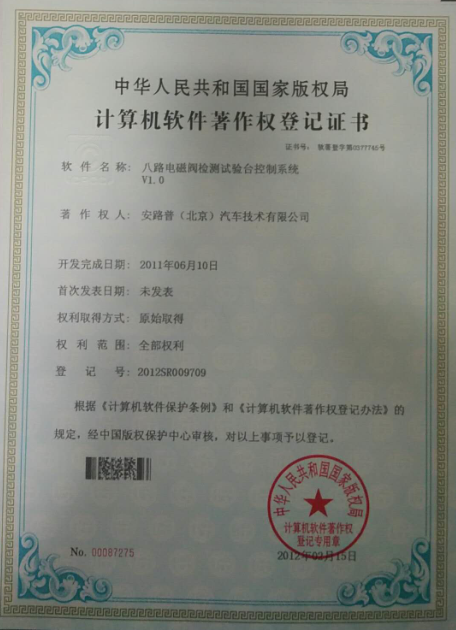 中华人民共和国国家版权局
计算机软件著作权登记证书
证书号: 软著登字第0377745号
软件名称: 八路电磁阀检测试验台控制系统
V1.0
著作权人: 安路普（北京）汽车技术有限公司
开发完成日期: 2011年06月10日
首次发表日期: 未发表
权利取得方式: 原始取得
权利范围: 全部权利
登记号: 2012SR009709
根据《计算机软件保护条例》和《计算机软件著作权登记办法》的
规定，经中国版权保护中心审核，对以上事项予以登记。
中华人民共和国国家版权局
计算机软件著作权
登记专用章
No. 00087275
2012年02月15日